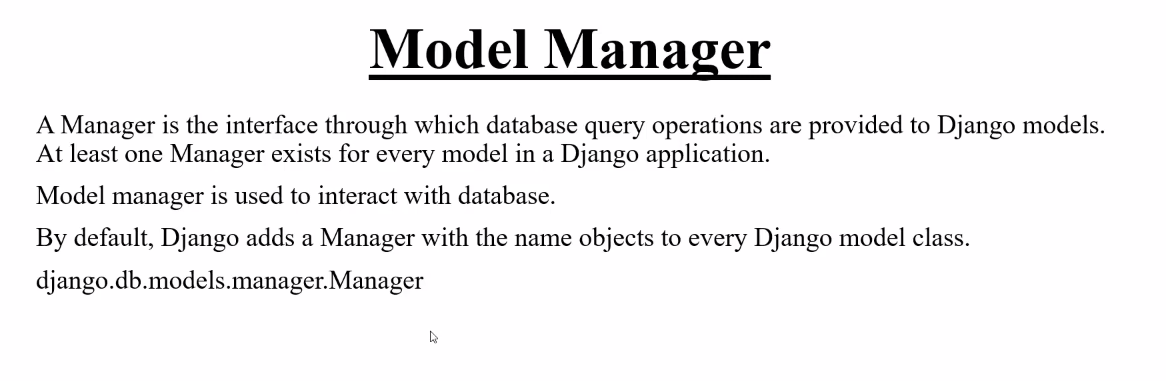 Model Manager
A Manager is the interface through which database query operations are provided to Django models.
At least one Manager exists for every model in a Django application.
Model manager is used to interact with database.
By default, Django adds a Manager with the name objects to every Django model class.
django.db.models.manager.Manager